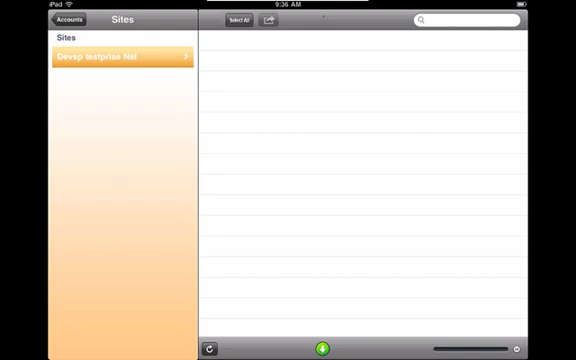 iPad 9:36 AM
Accounts Sites Select All
Sites
Devsp testprise Net